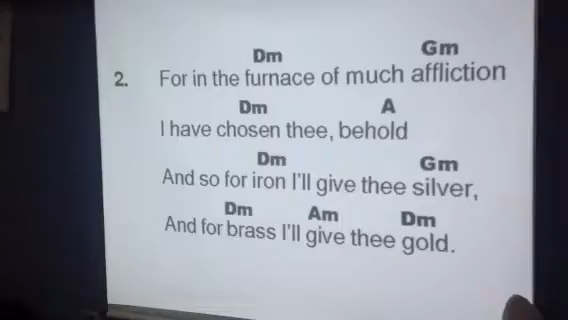 Dm Gm
2. For in the furnace of much affliction
Dm A
I have chosen thee, behold
Dm Gm
And so for iron I'll give thee silver,
Dm Am Dm
And for brass I'll give thee gold.